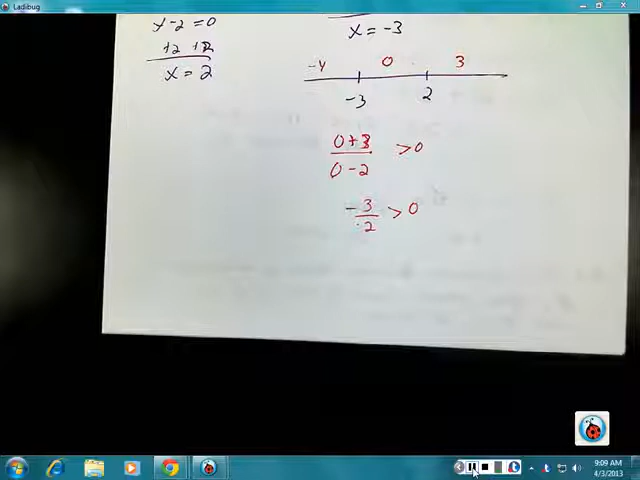 Ladibug
x-2=0
+2 +2
x = 2
x = -3
-4 0 3
-3 2
0+3
0-2
>0
-3
2
>0
9:09 AM
4/3/2013